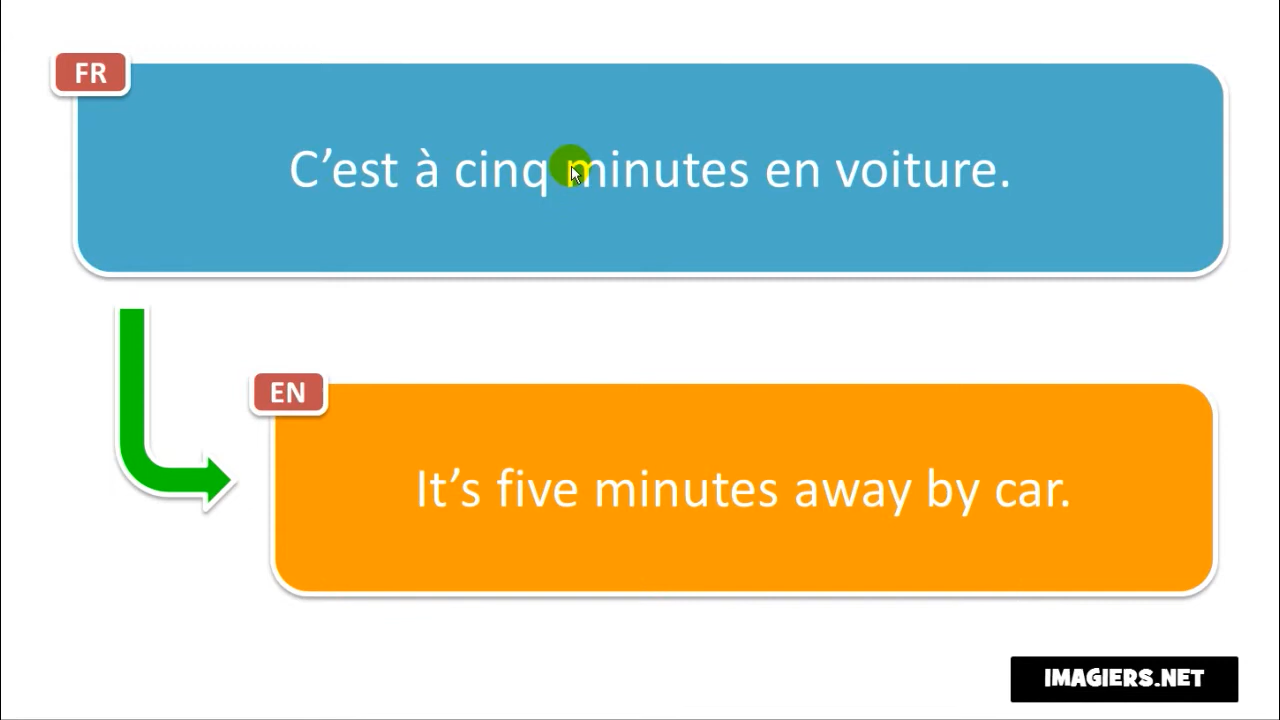 FR
C’est à cinq minutes en voiture.
EN
It’s five minutes away by car.
IMAGIERS.NET